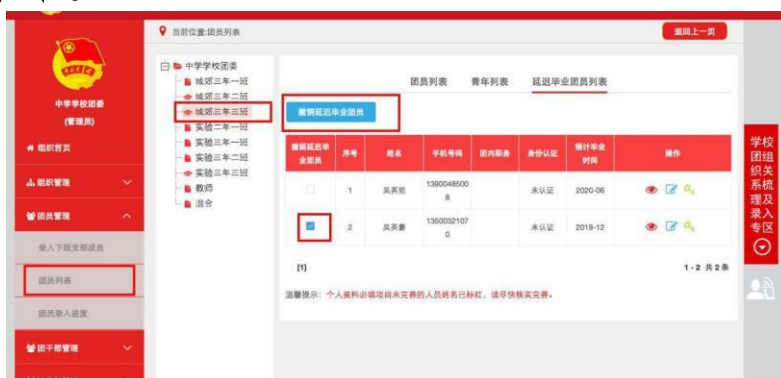 当前位置:团员列表
返回上一页
中学学校团委
(管理员)
组织首页
组织管理
团员管理
录入下级支部成员
团员列表
团员录入进度
团干部管理
中学学校团委
城郊三年一班
城郊三年二班
城郊三年三班
实验二年一班
实验三年一班
实验三年二班
实验三年三班
教师
混合
团员列表 青年列表 延迟毕业团员列表
撤销延迟毕业团员
撤销延迟毕业团员 序号 姓名 手机号码 团内职务 身份认证 预计毕业时间 操作
1 吴亮宛 13900485008 未认证 2020-06
2 吴英豪 13500321070 未认证 2019-12
[1]
1-2 共2条
温馨提示：个人资料必填项目未完善的人员姓名已标红，请尽快核实完善。
学校
团组
织关
系梳
理及
录入
专区